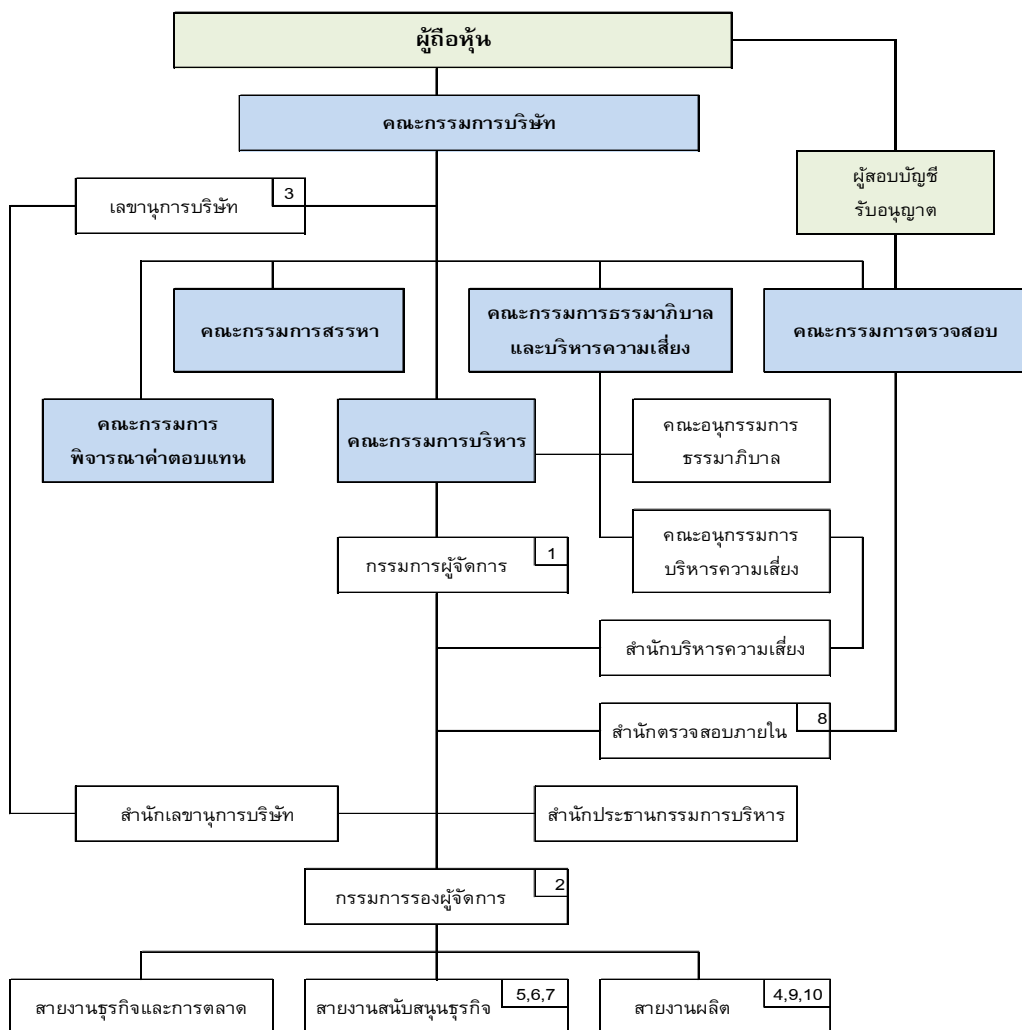 ผู้ถือหุ้น
คณะกรรมการบริษัท
ผู้สอบบัญชี
รับอนุญาต
เลขานุการบริษัท
3
คณะกรรมการสรรหา
คณะกรรมการธรรมาภิบาล
และบริหารความเสี่ยง
คณะกรรมการตรวจสอบ
คณะกรรมการ
พิจารณาค่าตอบแทน
คณะกรรมการบริหาร
คณะอนุกรรมการ
ธรรมาภิบาล
คณะอนุกรรมการ
บริหารความเสี่ยง
กรรมการผู้จัดการ
1
สำนักบริหารความเสี่ยง
สำนักตรวจสอบภายใน
8
สำนักเลขานุการบริษัท
สำนักประธานกรรมการบริหาร
กรรมการรองผู้จัดการ
2
สายงานธุรกิจและการตลาด
สายงานสนับสนุนธุรกิจ
5,6,7
สายงานผลิต
4,9,10